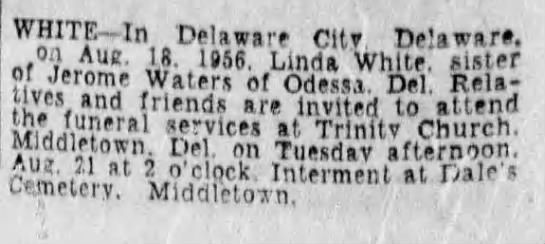 WHITE—In Delaware City, Delaware,
on Aug. 18, 1956, Linda White, sister
of Jerome Waters of Odessa, Del. Rela-
tives and friends are invited to attend
the funeral services at Trinity Church,
Middletown, Del. on Tuesday afternoon,
Aug. 21 at 2 o'clock. Interment at Dale's
Cemetery, Middletown.